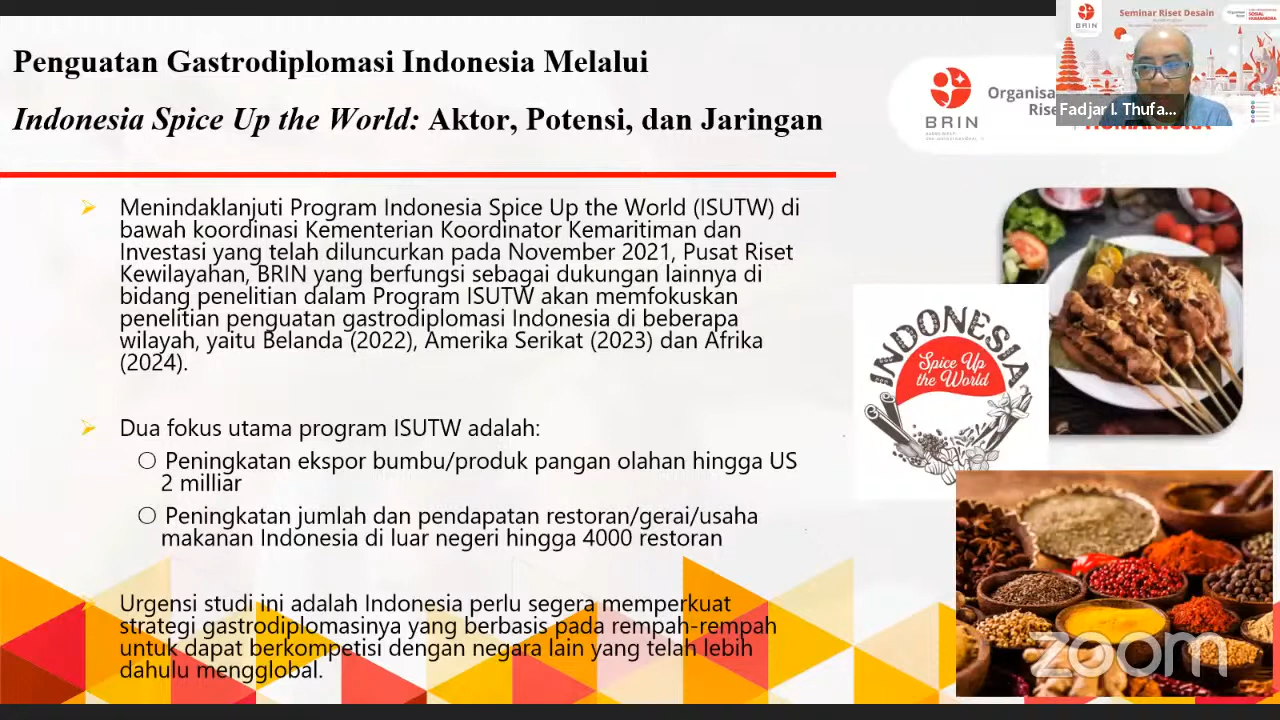 Penguatan Gastrodiplomasi Indonesia Melalui
Indonesia Spice Up the World: Aktor, Potensi, dan Jaringan
BRIN
Organisa
Rise
HUMANIORA
BRIN
Seminar Riset Desain
Fadjar I. Thufa...
Menindaklanjuti Program Indonesia Spice Up the World (ISUTW) di
bawah koordinasi Kementerian Koordinator Kemaritiman dan
Investasi yang telah diluncurkan pada November 2021, Pusat Riset
Kewilayahan, BRIN yang berfungsi sebagai dukungan lainnya di
bidang penelitian dalam Program ISUTW akan memfokuskan
penelitian penguatan gastrodiplomasi Indonesia di beberapa
wilayah, yaitu Belanda (2022), Amerika Serikat (2023) dan Afrika
(2024).
Dua fokus utama program ISUTW adalah:
Peningkatan ekspor bumbu/produk pangan olahan hingga US
2 milliar
Peningkatan jumlah dan pendapatan restoran/gerai/usaha
makanan Indonesia di luar negeri hingga 4000 restoran
Urgensi studi ini adalah Indonesia perlu segera memperkuat
strategi gastrodiplomasinya yang berbasis pada rempah-rempah
untuk dapat berkompetisi dengan negara lain yang telah lebih
dahulu mengglobal.
INDONESIA
Spice Up
the World
zoom